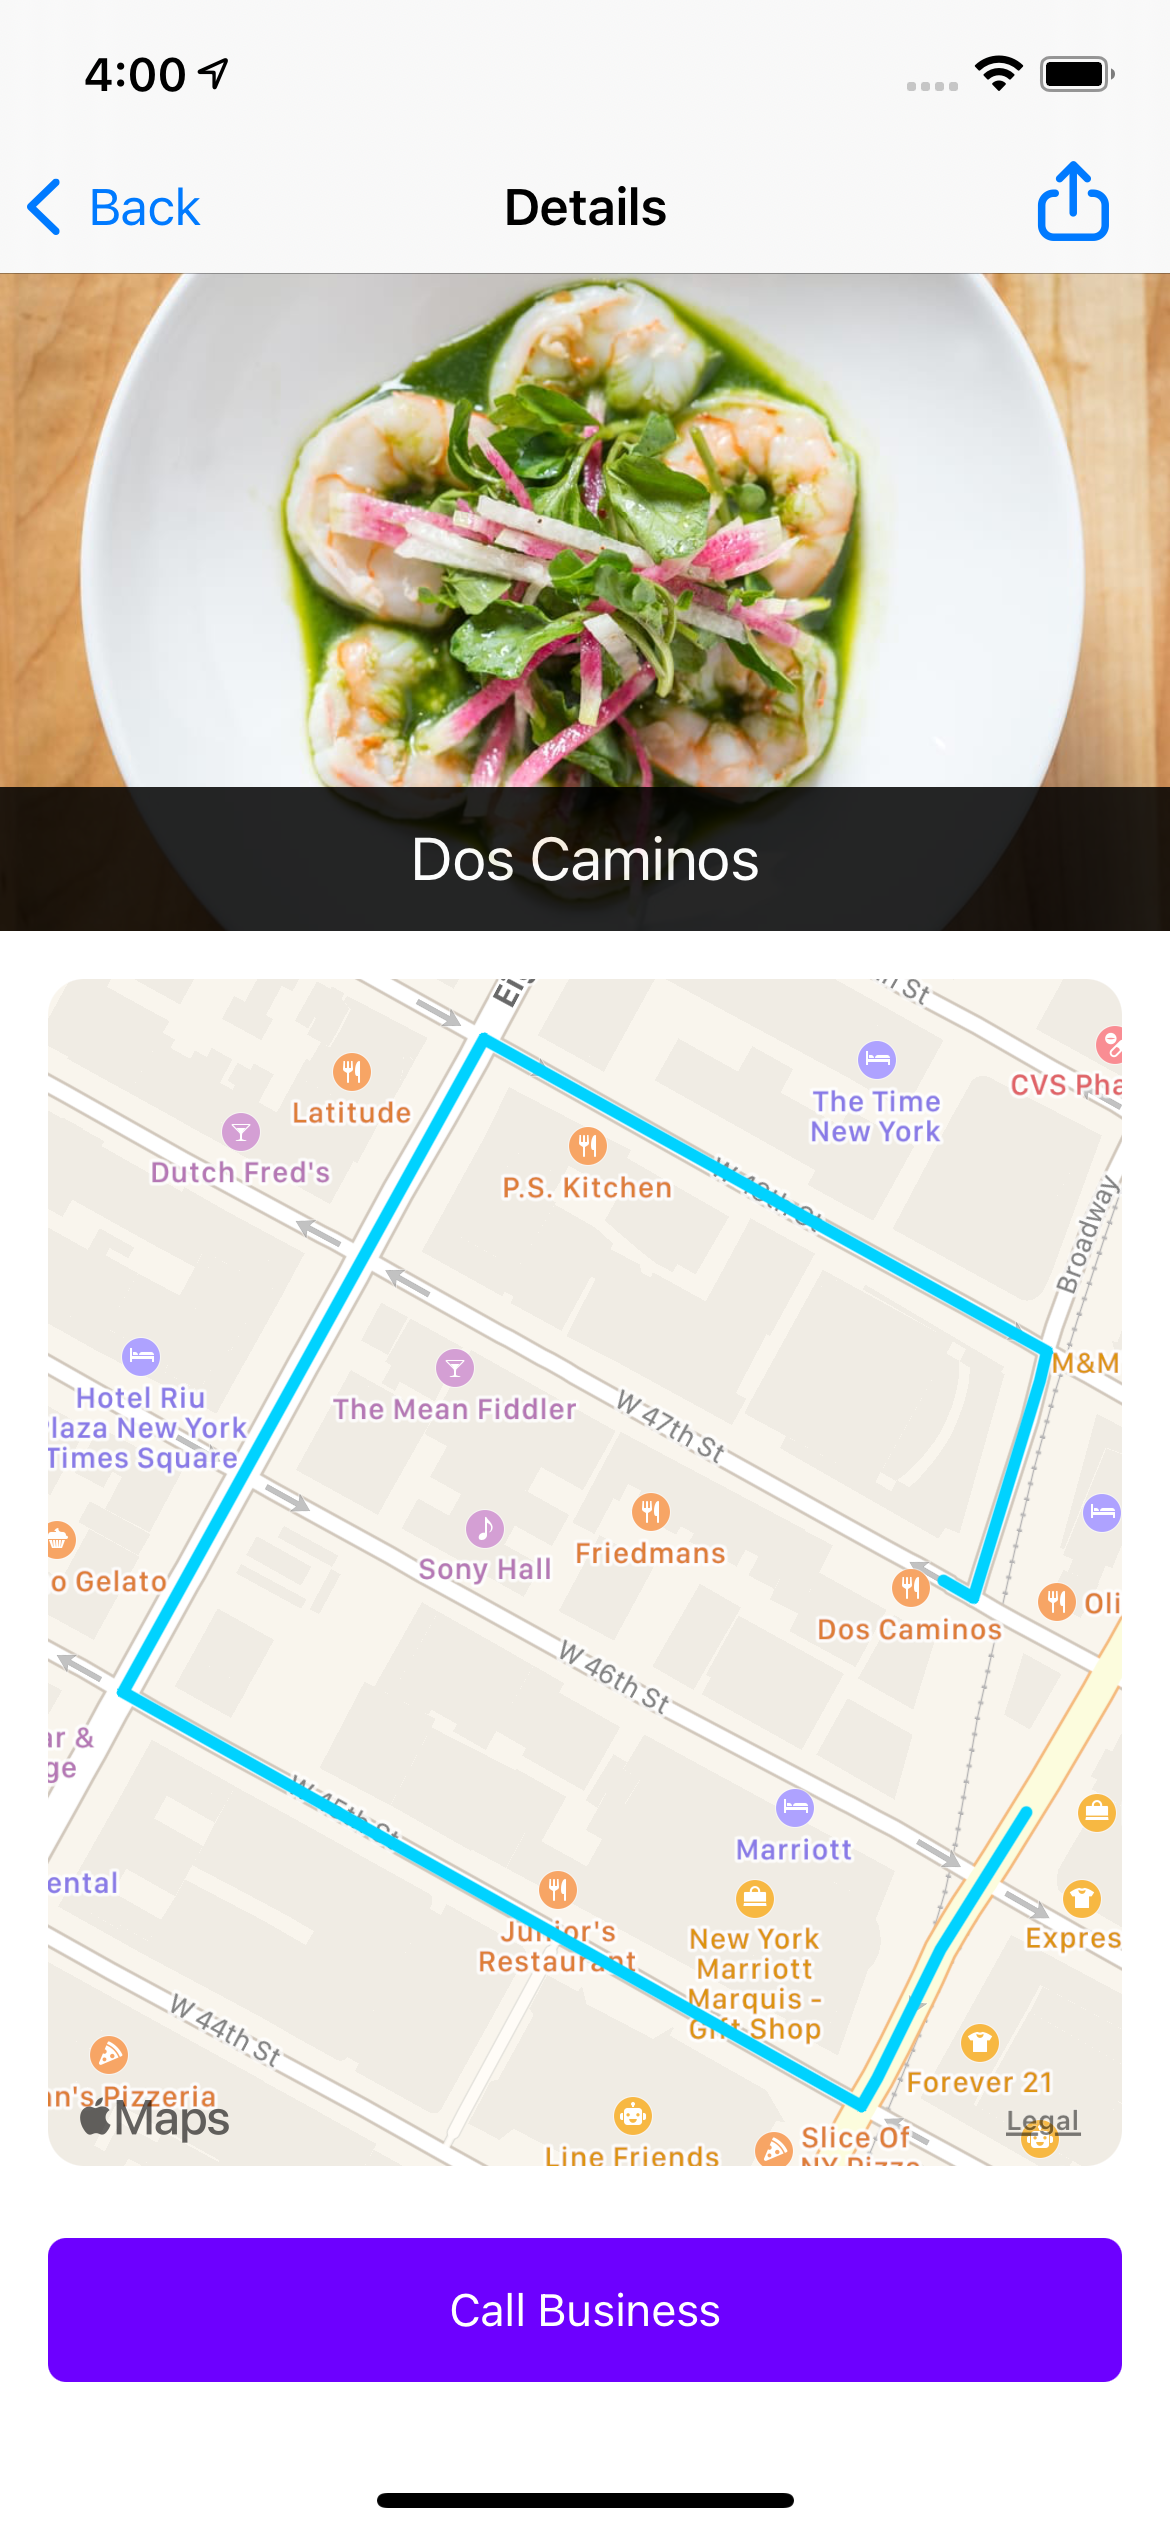 4:00
Back
Details
Dos Caminos
St
Latitude
CVS Pha
The Time
New York
Dutch Fred's
P.S. Kitchen
Broadway
M&M
Hotel Riu
laza New York
Times Square
The Mean Fiddler
W 47th St
Sony Hall
Friedmans
o Gelato
Dos Caminos
Oli
W 46th St
ar &
ge
W 45th St
Marriott
ental
Junior's
Restaurant
New York
Marriott
Marquis -
Gift Shop
Expres
W 44th St
Forever 21
nn's Pizzeria
Maps
Legal
Line Friends
Slice Of
NY Pizza
Call Business